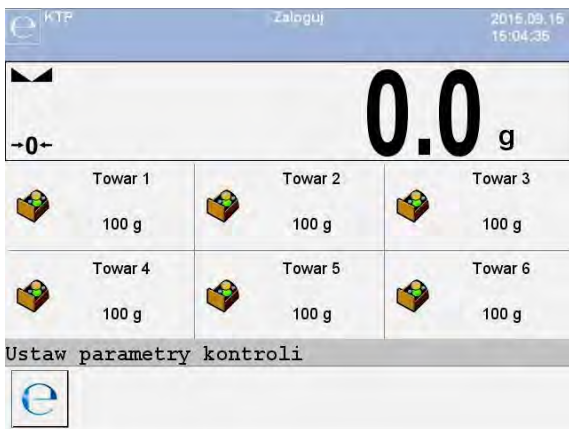 KTP Zaloguj 2015.09.15
15:04:35
0.0 g
→0←
Towar 1 Towar 2 Towar 3
100 g 100 g 100 g
Towar 4 Towar 5 Towar 6
100 g 100 g 100 g
Ustaw parametry kontroli
e